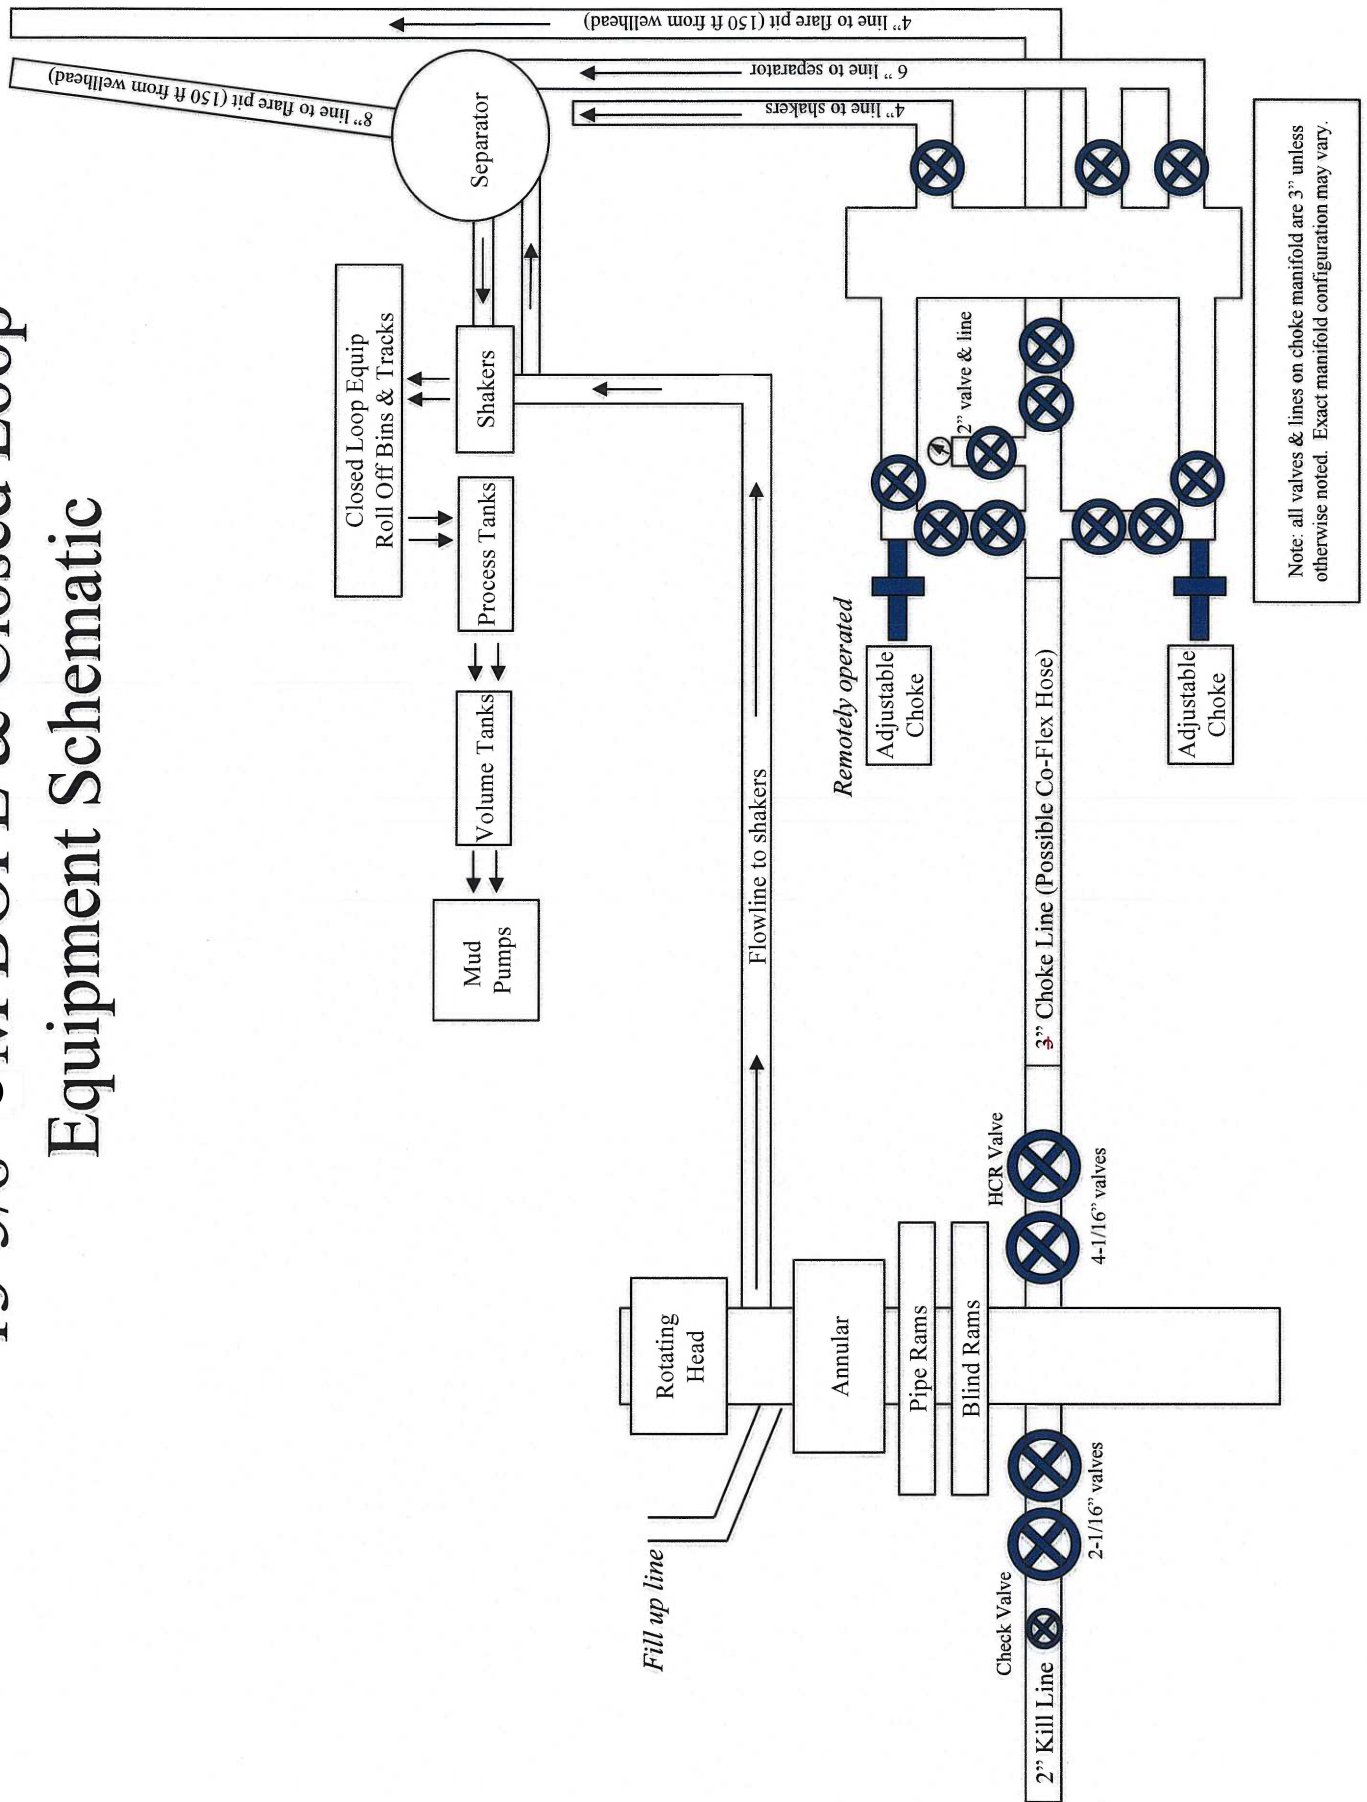 & Closed Loop
Equipment Schematic
4” line to flare pit (150 ft from wellhead)
8” line to flare pit (150 ft from wellhead)
6” line to separator
4” line to shakers
Separator
Closed Loop Equip
Roll Off Bins & Tracks
Shakers
Process Tanks
Volume Tanks
Mud
Pumps
Flowline to shakers
Rotating
Head
Fill up line
Annular
Pipe Rams
Blind Rams
Remotely operated
Adjustable
Choke
2” valve & line
HCR Valve
4-1/16” valves
3” Choke Line (Possible Co-Flex Hose)
Check Valve
2-1/16” valves
2” Kill Line
Adjustable
Choke
Note: all valves & lines on choke manifold are 3” unless
otherwise noted. Exact manifold configuration may vary.